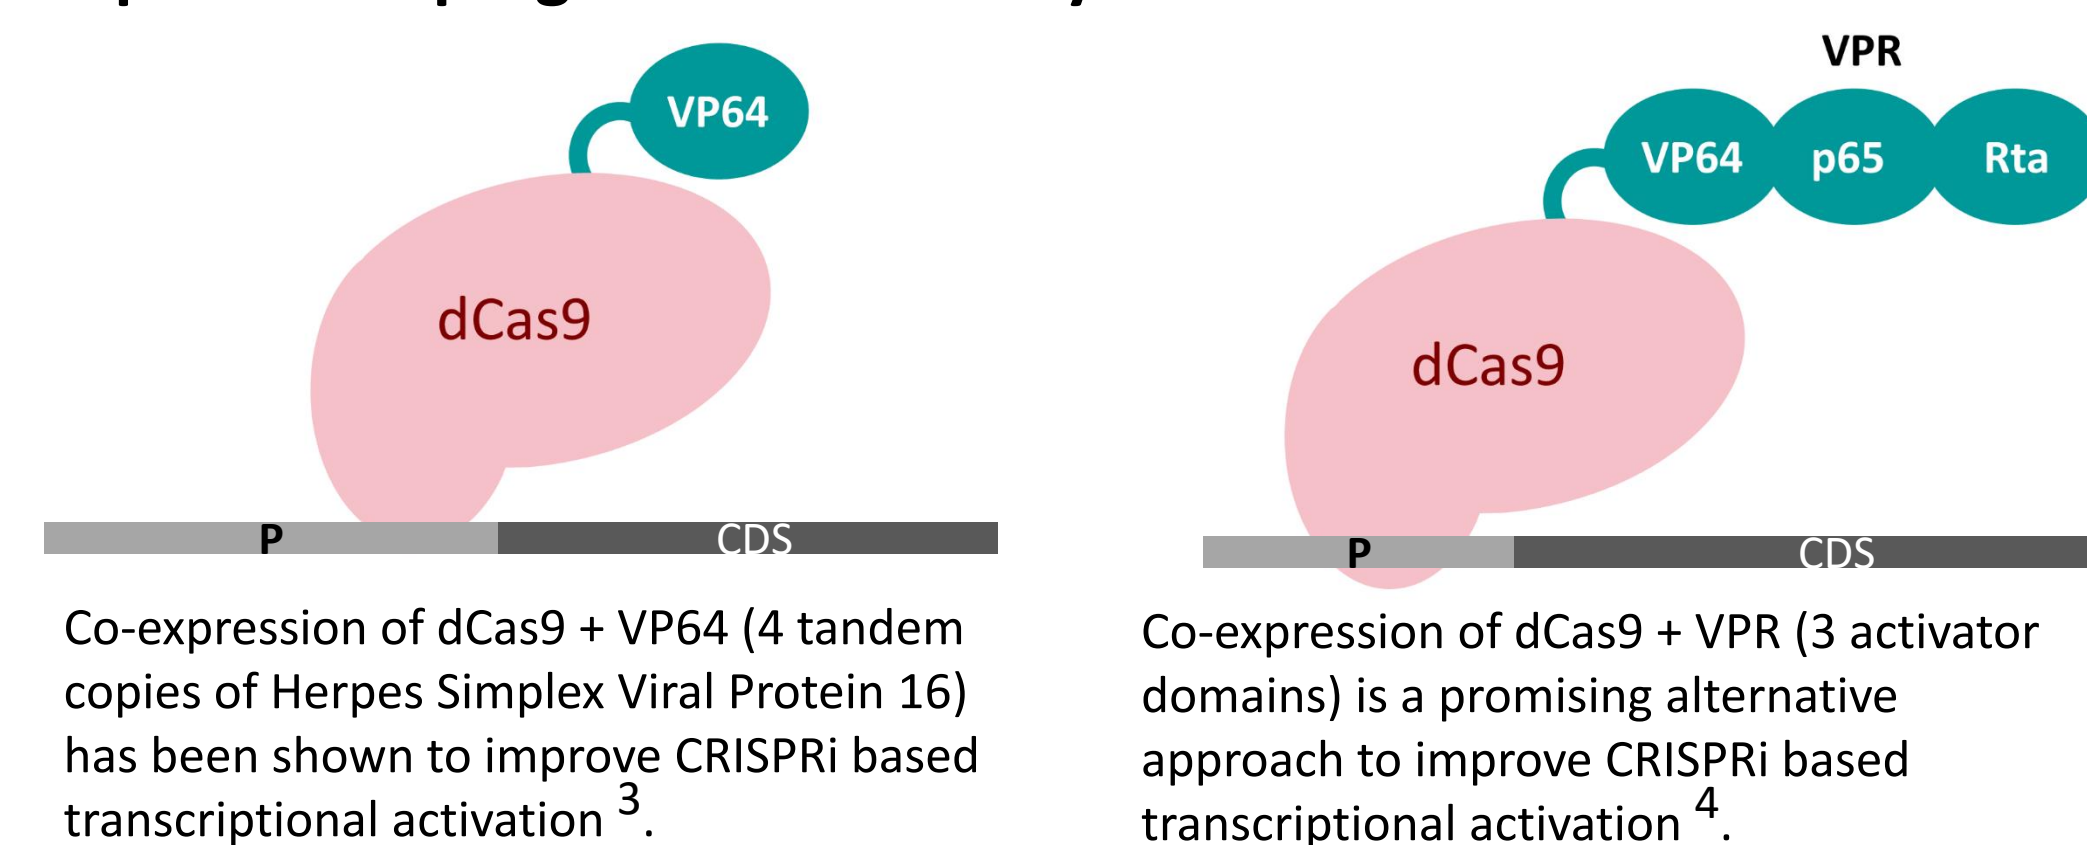 VP64
dCas9
P
CDS
Co-expression of dCas9 + VP64 (4 tandem
copies of Herpes Simplex Viral Protein 16)
has been shown to improve CRISPRi based
transcriptional activation 3.
VPR
VP64 p65 Rta
dCas9
P
CDS
Co-expression of dCas9 + VPR (3 activator
domains) is a promising alternative
approach to improve CRISPRi based
transcriptional activation 4.